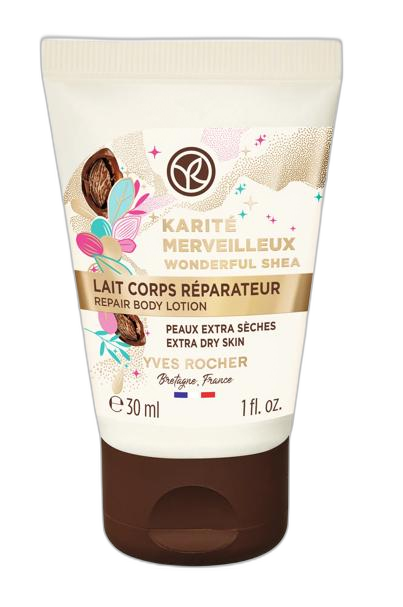 KARITÉ
MERVEILLEUX
WONDERFUL SHEA
LAIT CORPS RÉPARATEUR
REPAIR BODY LOTION
PEAUX EXTRA SÈCHES
EXTRA DRY SKIN
YVES ROCHER
Bretagne, France
℮ 30 ml 1 fl. oz.